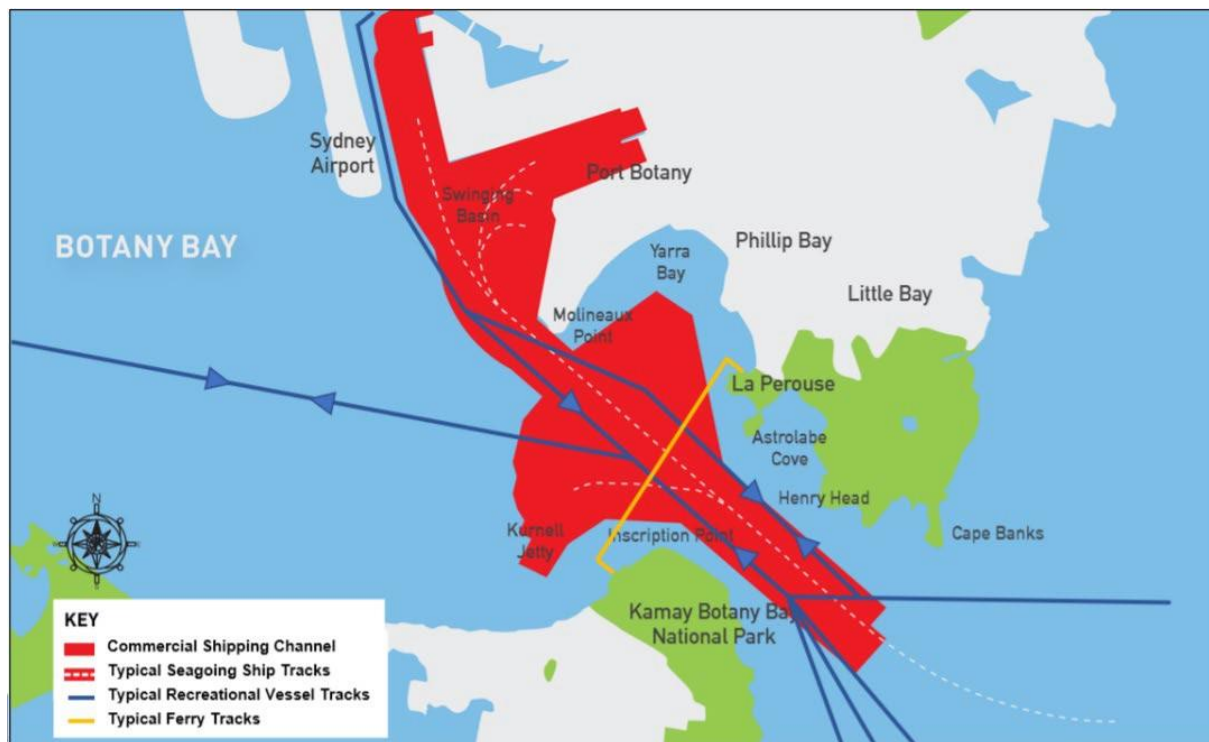 Sydney
Airport
Port Botany
Swinging
Basin
BOTANY BAY
Yarra
Bay
Phillip Bay
Little Bay
Molineaux
Point
La Perouse
Astrolabe
Cove
Henry Head
Cape Banks
Kurnell
Jetty
Inscription Point
Kamay Botany Bay
National Park
N
KEY
Commercial Shipping Channel
Typical Seagoing Ship Tracks
Typical Recreational Vessel Tracks
Typical Ferry Tracks